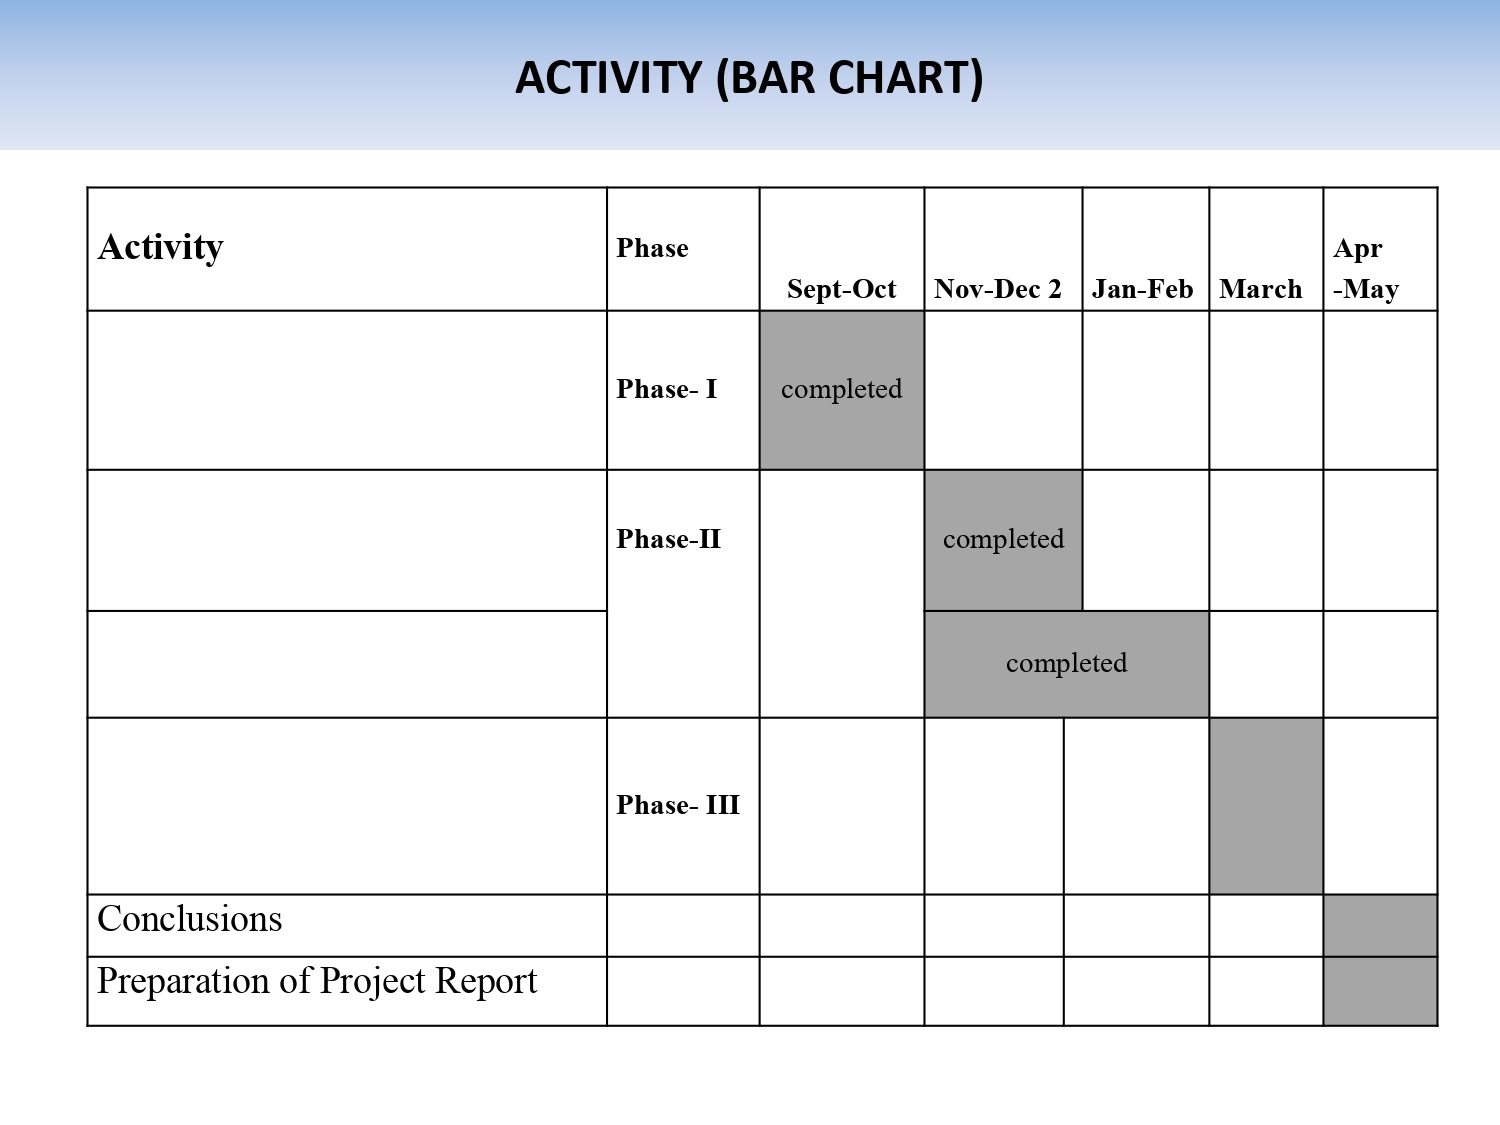 ACTIVITY (BAR CHART)
Activity
Phase
Sept-Oct
Nov-Dec 2
Jan-Feb
March
Apr
-May
Phase- I
completed
Phase-II
completed
completed
Phase- III
Conclusions
Preparation of Project Report